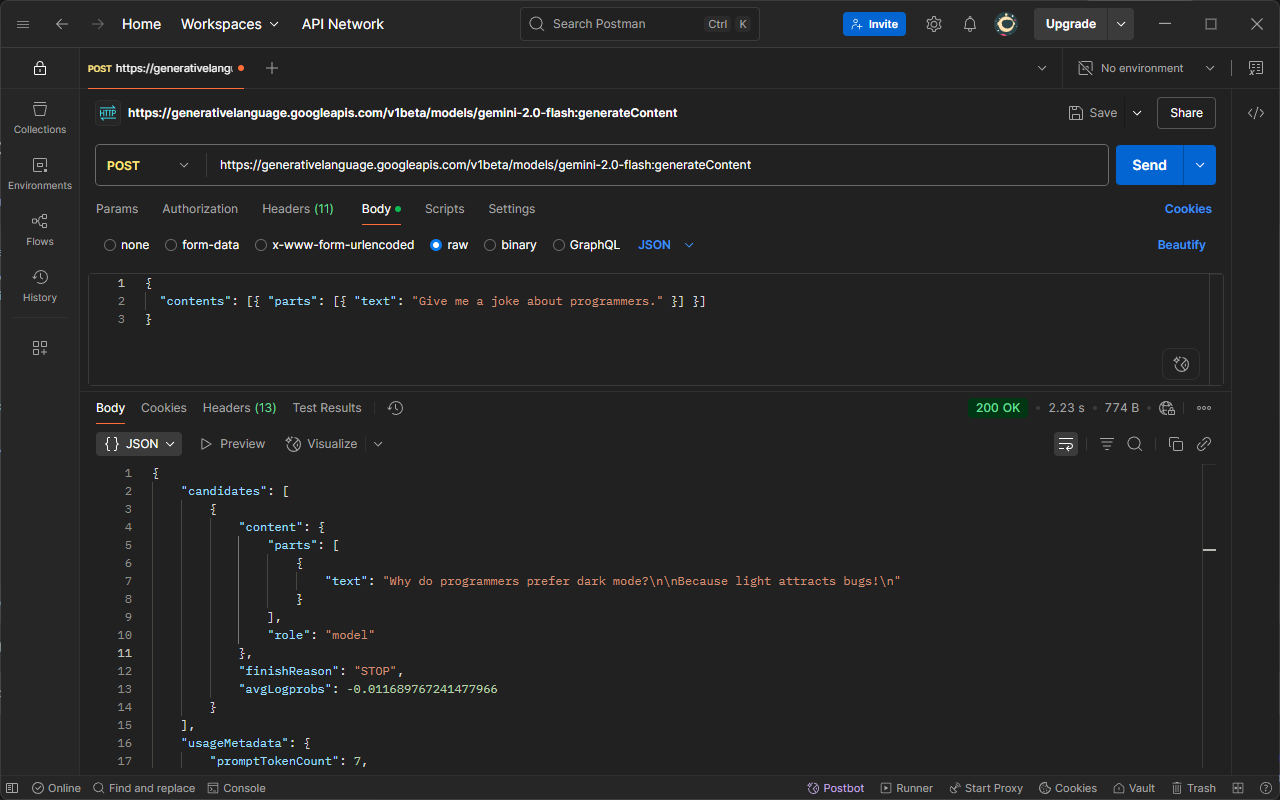 Home Workspaces API Network Search Postman Ctrl K Invite Upgrade
POST https://generativelang No environment
Collections
Environments
Flows
History
HTTP https://generativelanguage.googleapis.com/v1beta/models/gemini-2.0-flash:generateContent Save Share
POST https://generativelanguage.googleapis.com/v1beta/models/gemini-2.0-flash:generateContent Send
Params Authorization Headers (11) Body Scripts Settings Cookies
none form-data x-www-form-urlencoded raw binary GraphQL JSON Beautify
1 {
2 "contents": [{ "parts": [{ "text": "Give me a joke about programmers." }] }]
3 }
Body Cookies Headers (13) Test Results 200 OK 2.23 s 774 B
{} JSON Preview Visualize
1 {
2 "candidates": [
3 {
4 "content": {
5 "parts": [
6 {
7 "text": "Why do programmers prefer dark mode?\n\nBecause light attracts bugs!\n"
8 }
9 ],
10 "role": "model"
11 },
12 "finishReason": "STOP",
13 "avgLogprobs": -0.011689767241477966
14 }
15 ],
16 "usageMetadata": {
17 "promptTokenCount": 7,
Online Find and replace Console Postbot Runner Start Proxy Cookies Vault Trash